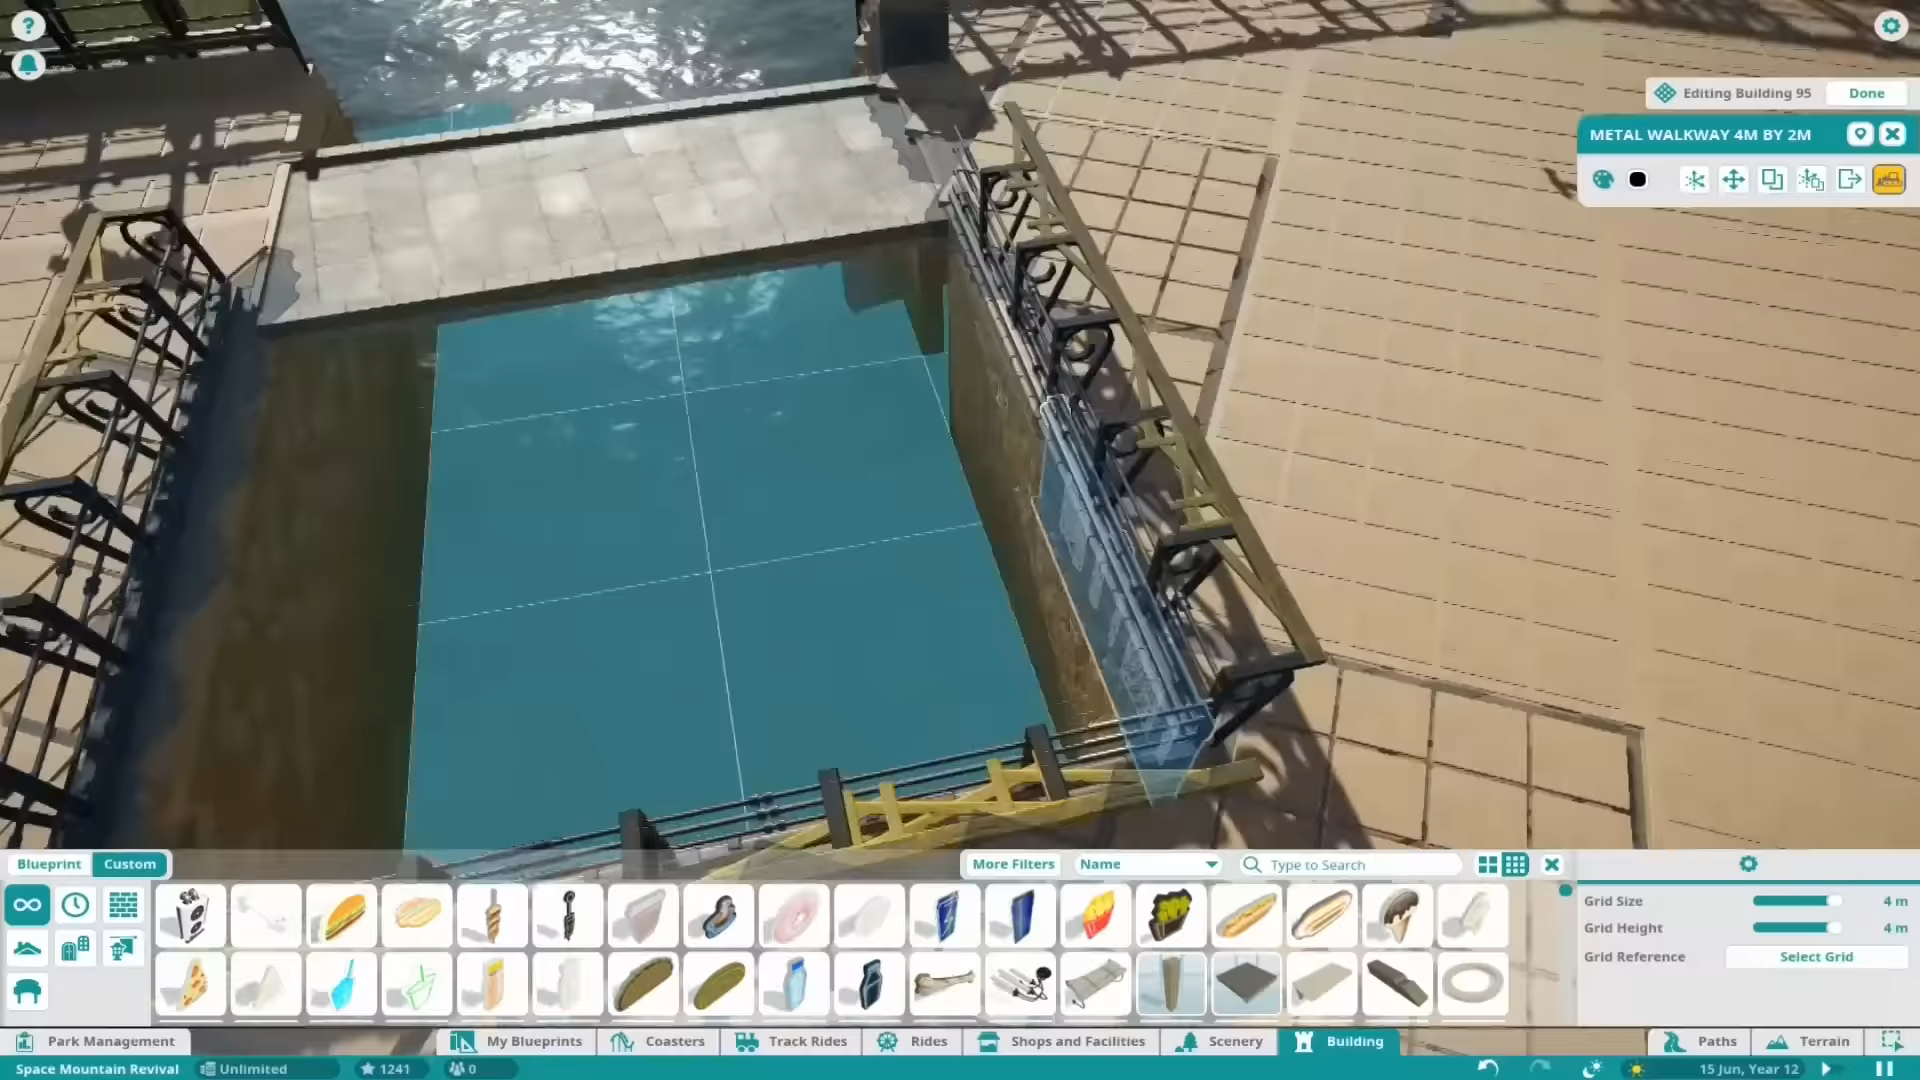 ?
Editing Building 95
Done
METAL WALKWAY 4M BY 2M
Blueprint
Custom
More Filters
Name
Type to Search
Grid Size
4 m
Grid Height
4 m
Grid Reference
Select Grid
Park Management
My Blueprints
Coasters
Track Rides
Rides
Shops and Facilities
Scenery
Building
Paths
Terrain
Space Mountain Revival
Unlimited
1241
0
15 Jun, Year 12